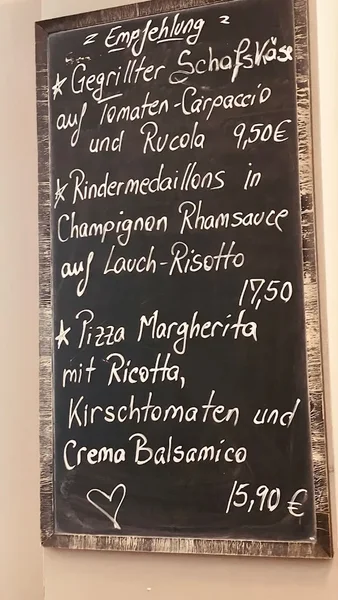 ~ Empfehlung ~
* Gegrillter Schafskäse
auf Tomaten-Carpaccio
und Rucola 9,50€
* Rindermedaillons in
Champignon Rhamsauce
auf Lauch-Risotto
17,50
* Pizza Margherita
mit Ricotta,
Kirschtomaten und
Crema Balsamico
15,90 €